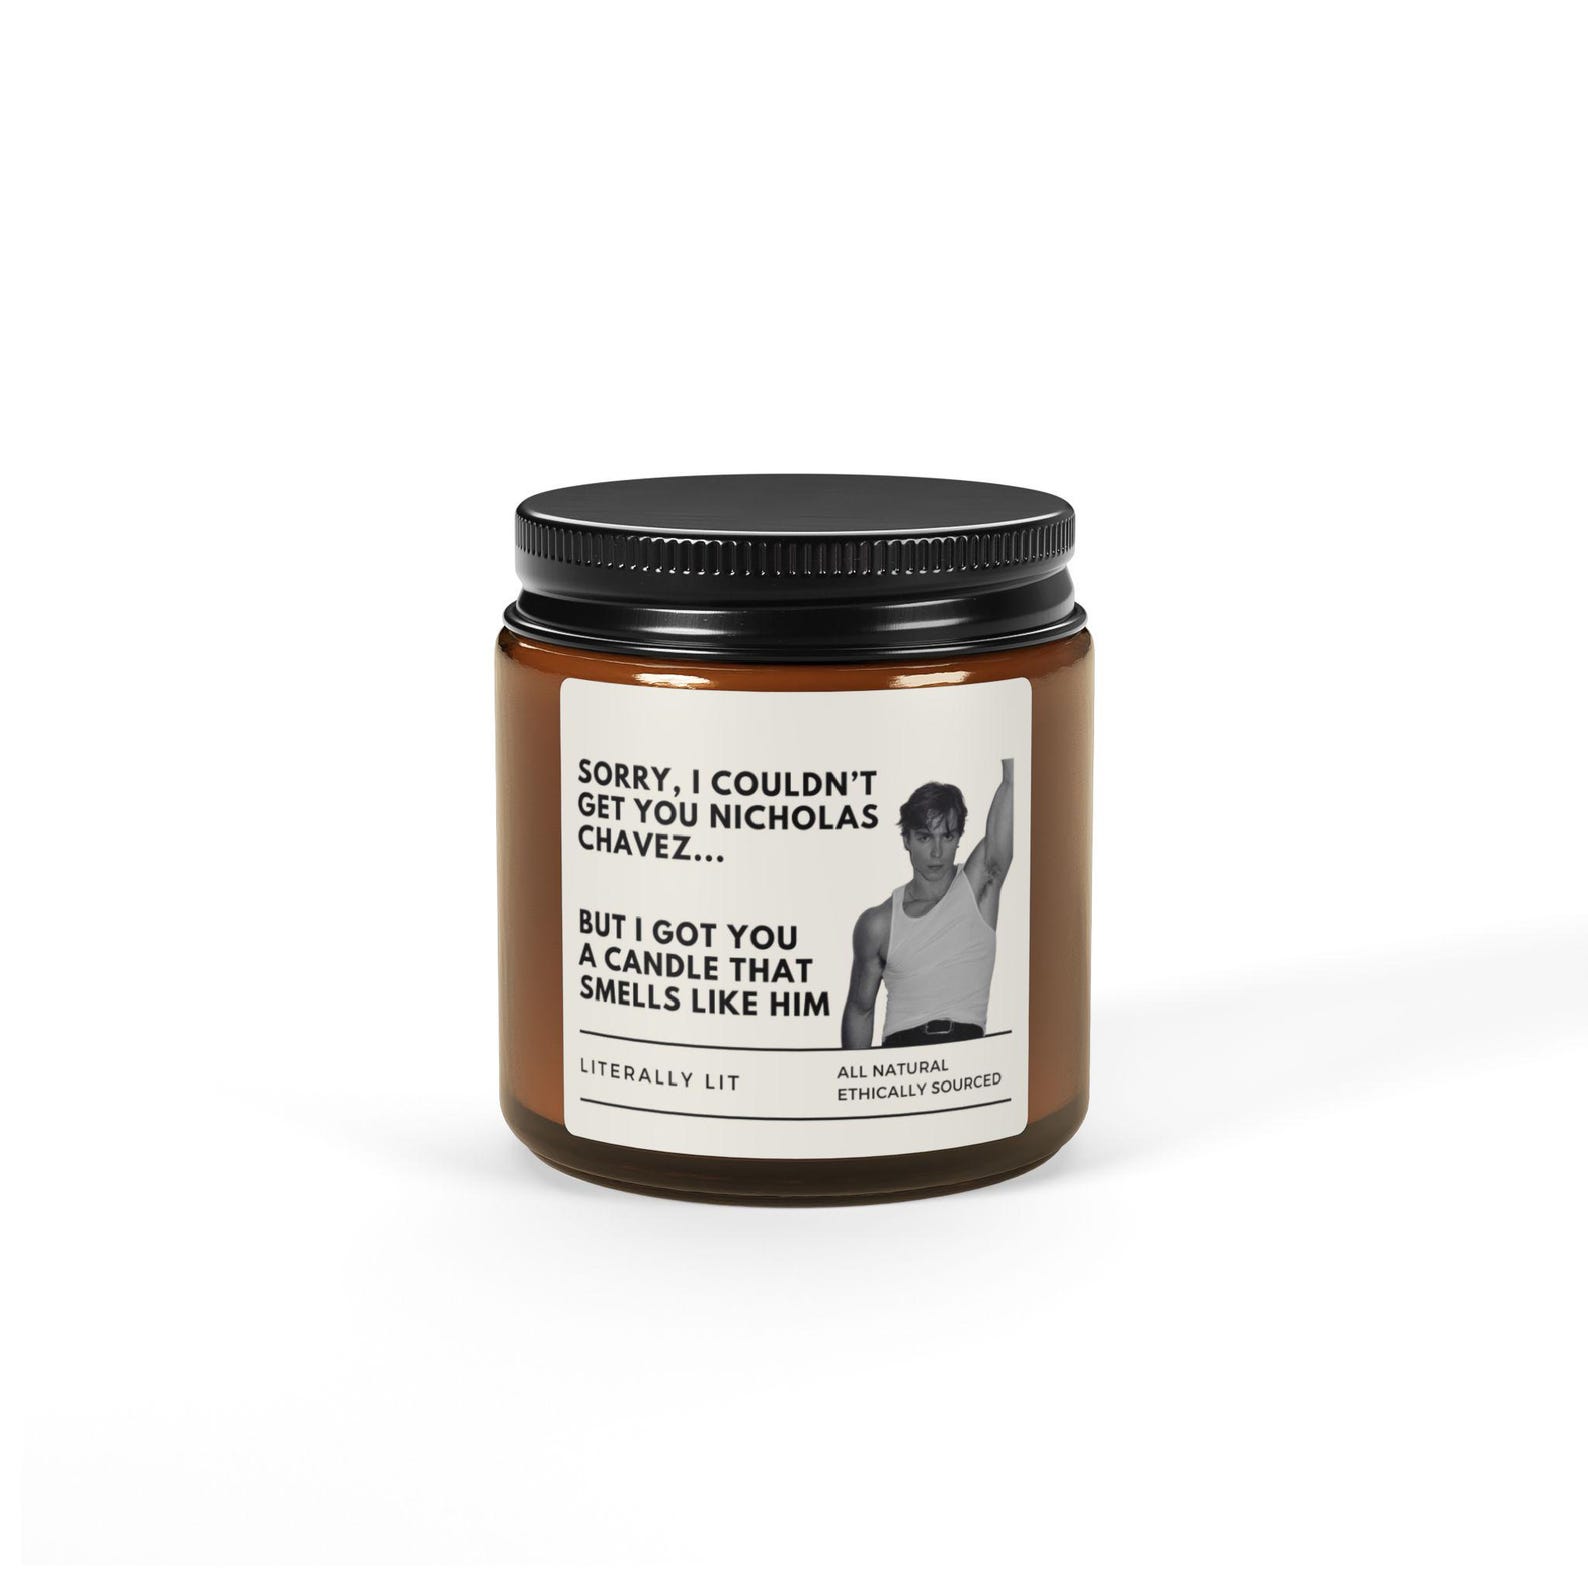 SORRY, I COULDN'T
GET YOU NICHOLAS
CHAVEZ...
BUT I GOT YOU
A CANDLE THAT
SMELLS LIKE HIM
LITERALLY LIT
ALL NATURAL
ETHICALLY SOURCED